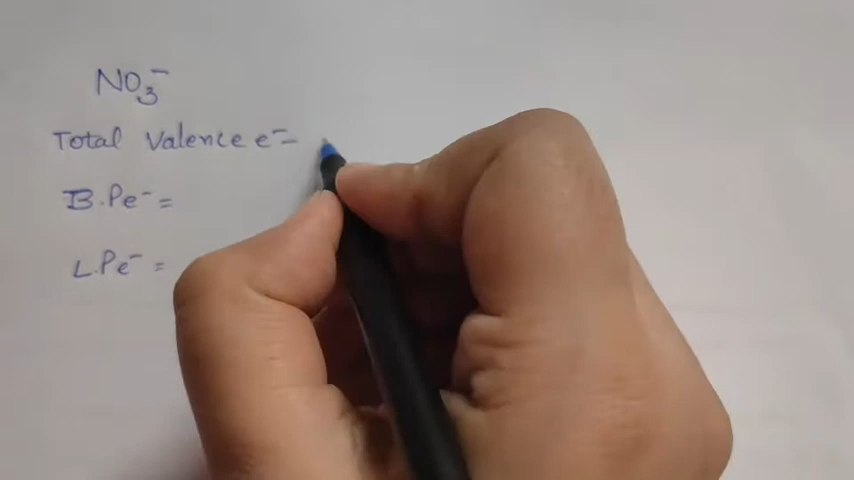 NO₃⁻
Total Valence e⁻ =
B.Pe⁻ =
L.Pe⁻ =